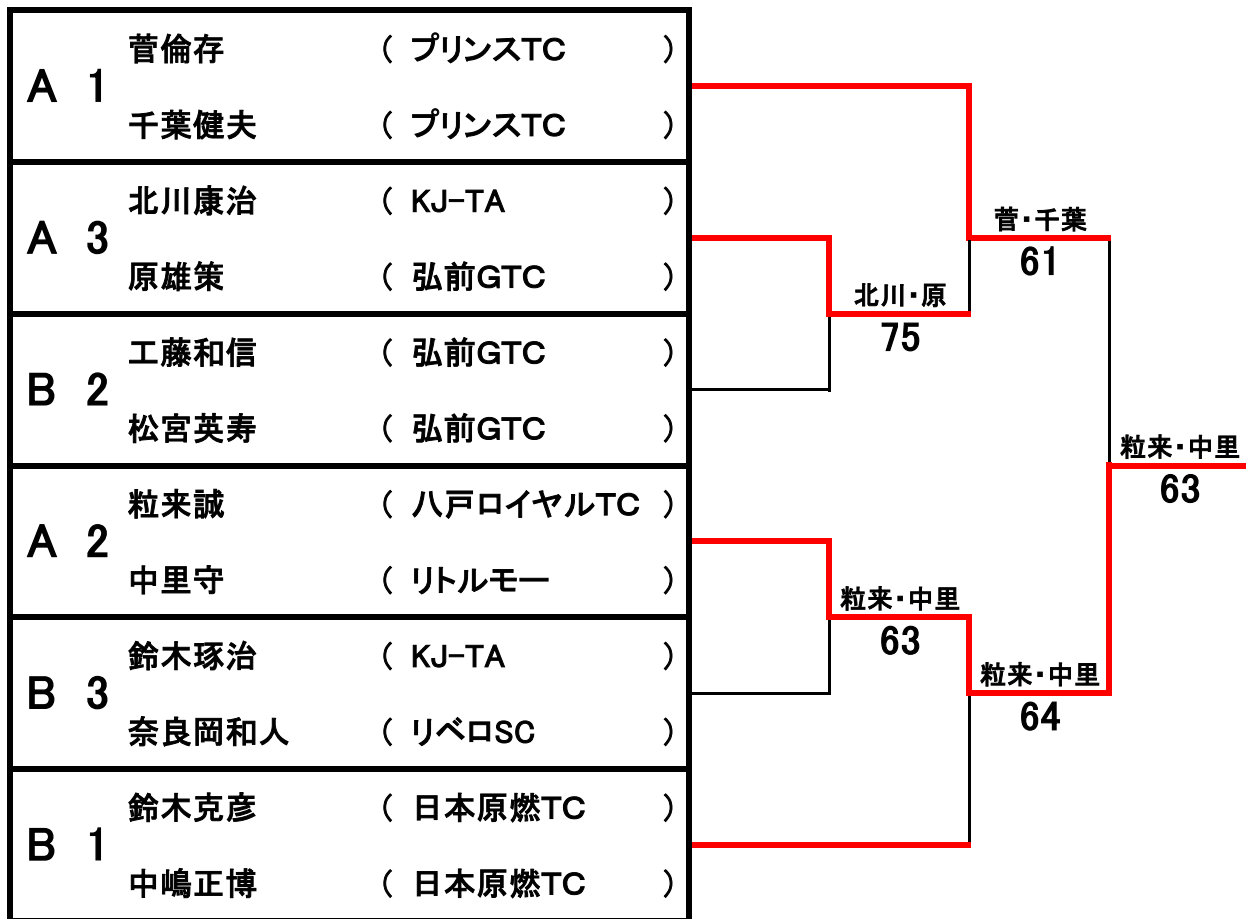 A 1
菅倫存 ( プリンスTC )
千葉健夫 ( プリンスTC )
A 3
北川康治 ( KJ-TA )
原雄策 ( 弘前GTC )
B 2
工藤和信 ( 弘前GTC )
松宮英寿 ( 弘前GTC )
A 2
粒来誠 ( 八戸ロイヤルTC )
中里守 ( リトルモー )
B 3
鈴木琢治 ( KJ-TA )
奈良岡和人 ( リベロSC )
B 1
鈴木克彦 ( 日本原燃TC )
中嶋正博 ( 日本原燃TC )
北川・原
75
粒来・中里
63
菅・千葉
61
粒来・中里
64
粒来・中里
63